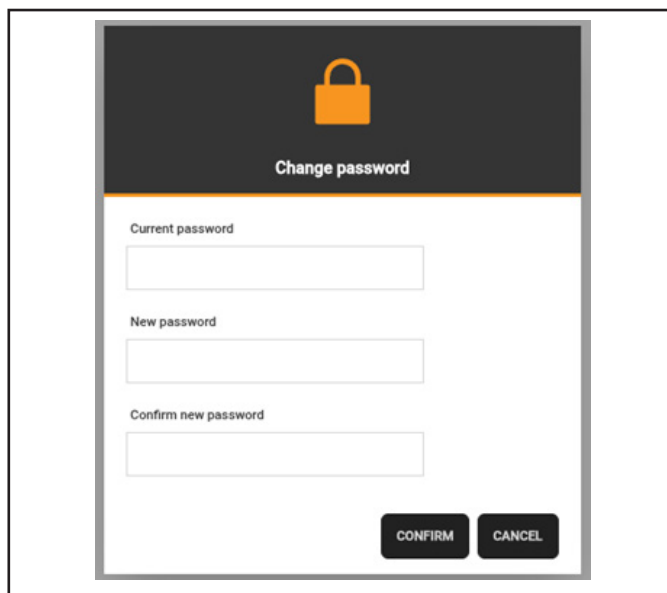 Change password
Current password
New password
Confirm new password
CONFIRM CANCEL